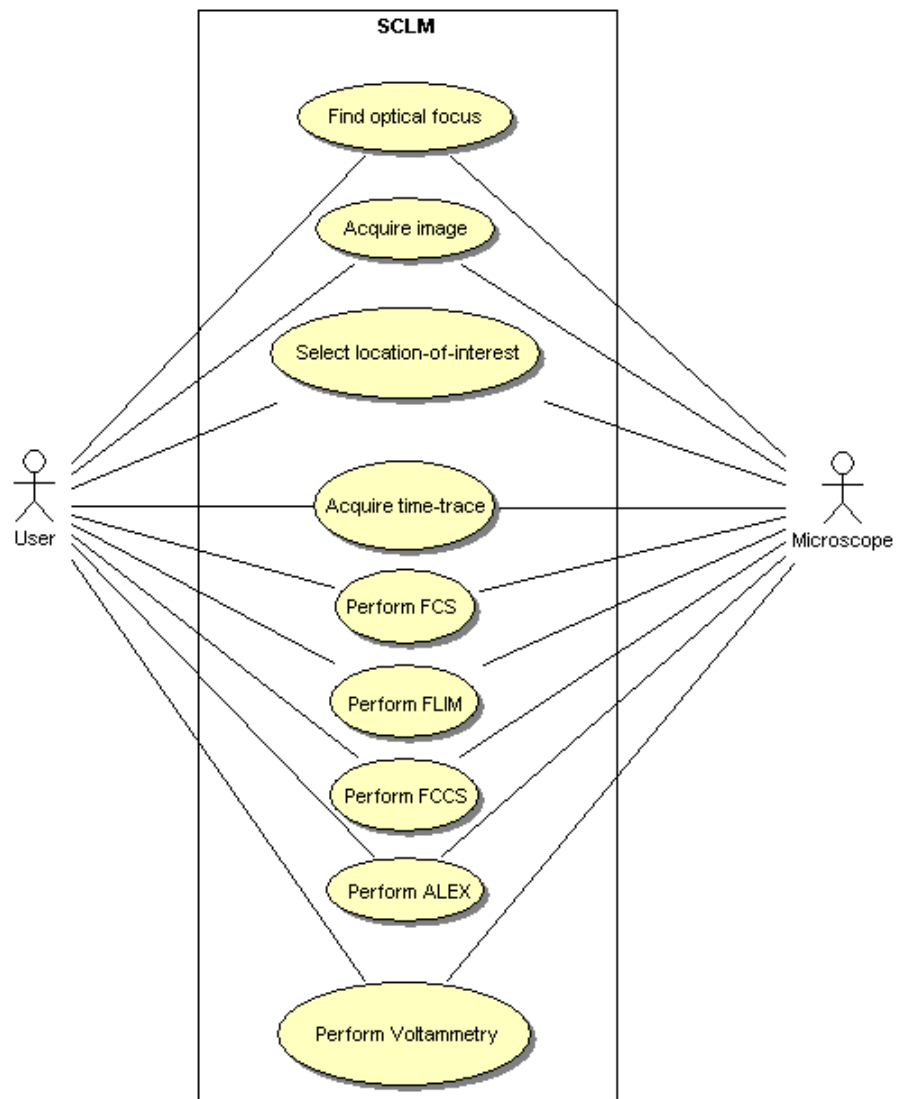 SCLM
Find optical focus
Acquire image
Select location-of-interest
Acquire time-trace
User
Microscope
Perform FCS
Perform FLIM
Perform FCCS
Perform ALEX
Perform Voltammetry